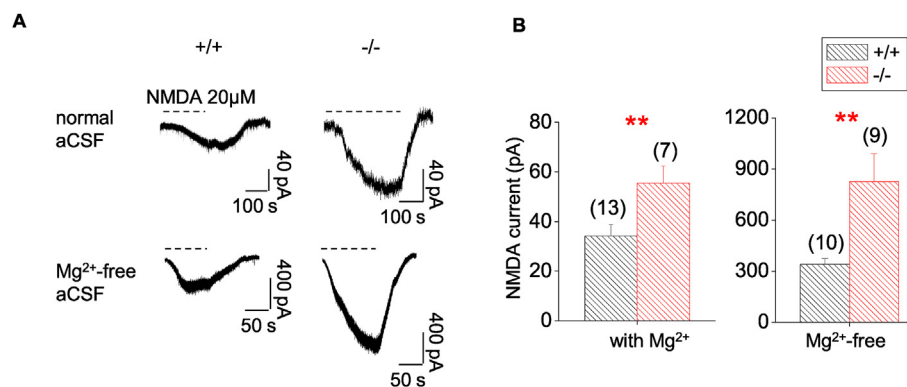 A
+/+
-/-
normal
aCSF
NMDA 20μM
40 pA
100 s
40 pA
100 s
Mg²⁺-free
aCSF
400 pA
50 s
400 pA
50 s
B
+/+
-/-
NMDA current (pA)
80
60
40
20
0
**
(13)
(7)
with Mg²⁺
1200
900
600
300
0
**
(10)
(9)
Mg²⁺-free